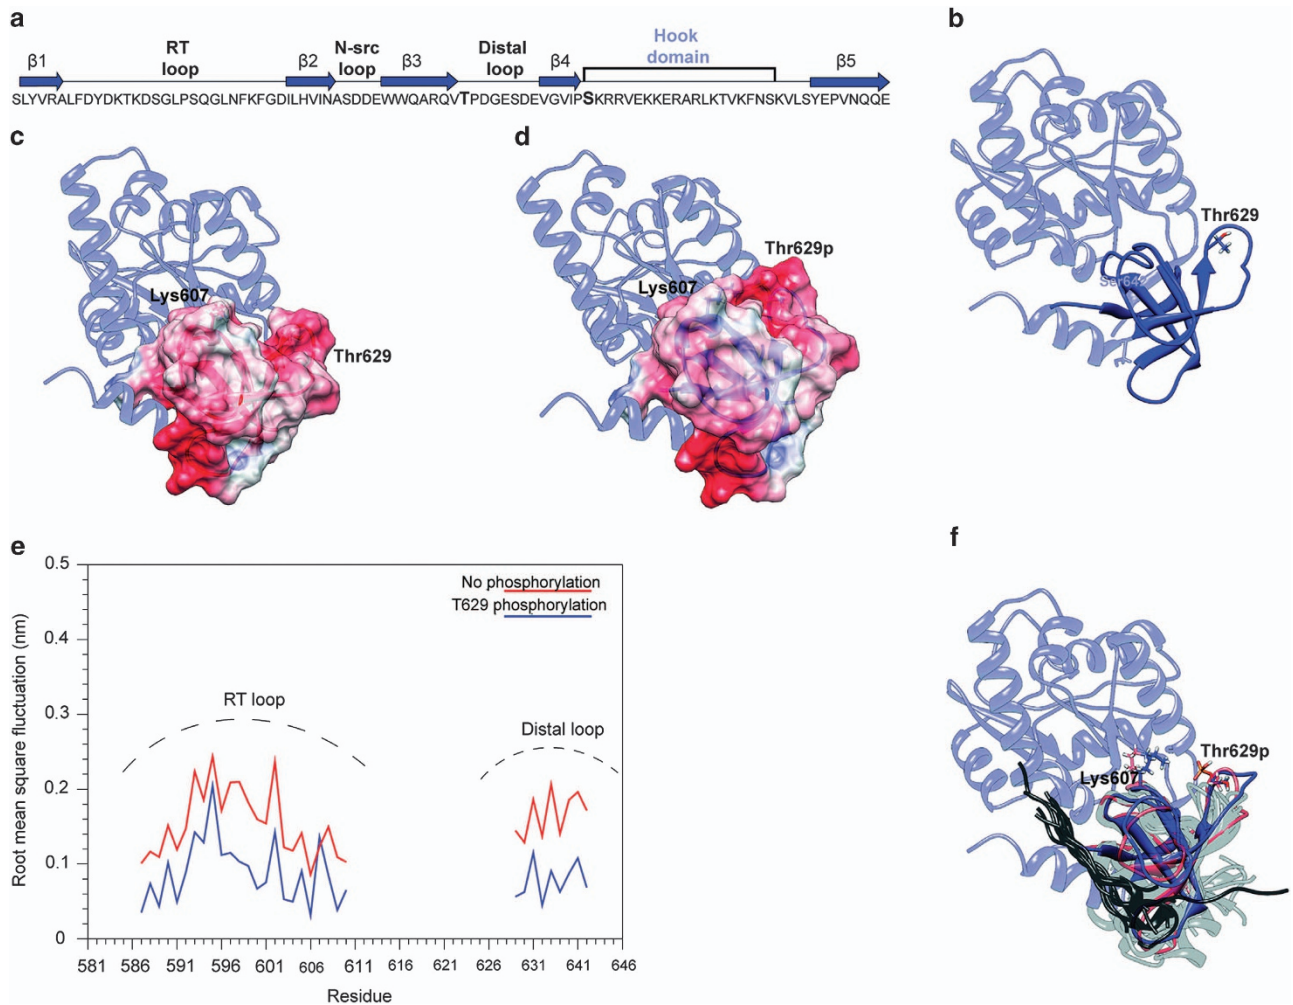 a
β1
RT
loop
β2
N-src
loop
β3
Distal
loop
β4
Hook
domain
β5
SLYVRALFDYDKTKDSGLPSQGLNFKFGDILHVINASDDEWWQARQVTPDGESDEVGVIPSKRRVEKKERARLKTVKFNSKVLSYEPVNQQE
b
Thr629
Ser64
c
Lys607
Thr629
d
Thr629p
Lys607
e
0.5
0.4
0.3
0.2
0.1
0
Root mean square fluctuation (nm)
No phosphorylation
T629 phosphorylation
RT loop
Distal loop
581 586 591 596 601 606 611 616 621 626 631 641 646
Residue
f
Lys607
Thr629p